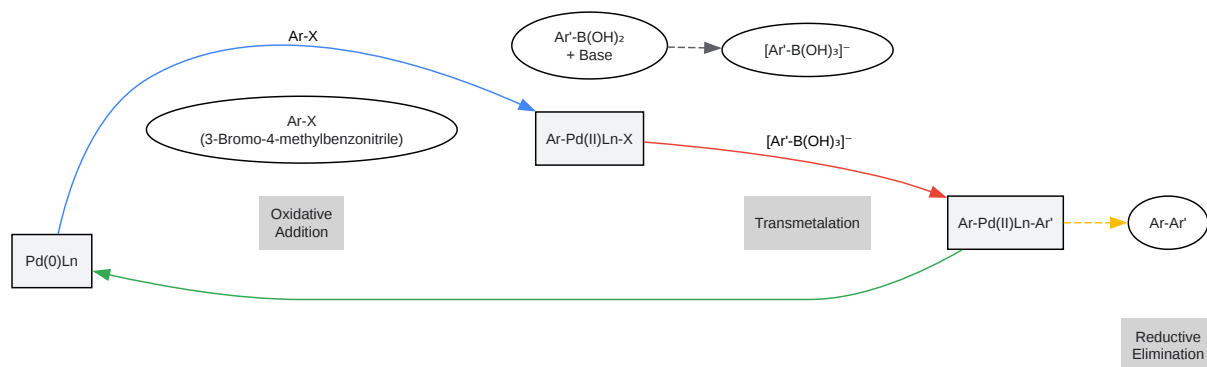 Ar-X
Ar'-B(OH)₂
+ Base
[Ar'-B(OH)₃]⁻
Ar-X
(3-Bromo-4-methylbenzonitrile)
Ar-Pd(II)Ln-X
[Ar'-B(OH)₃]⁻
Oxidative
Addition
Transmetalation
Ar-Pd(II)Ln-Ar'
Ar-Ar'
Pd(0)Ln
Reductive
Elimination